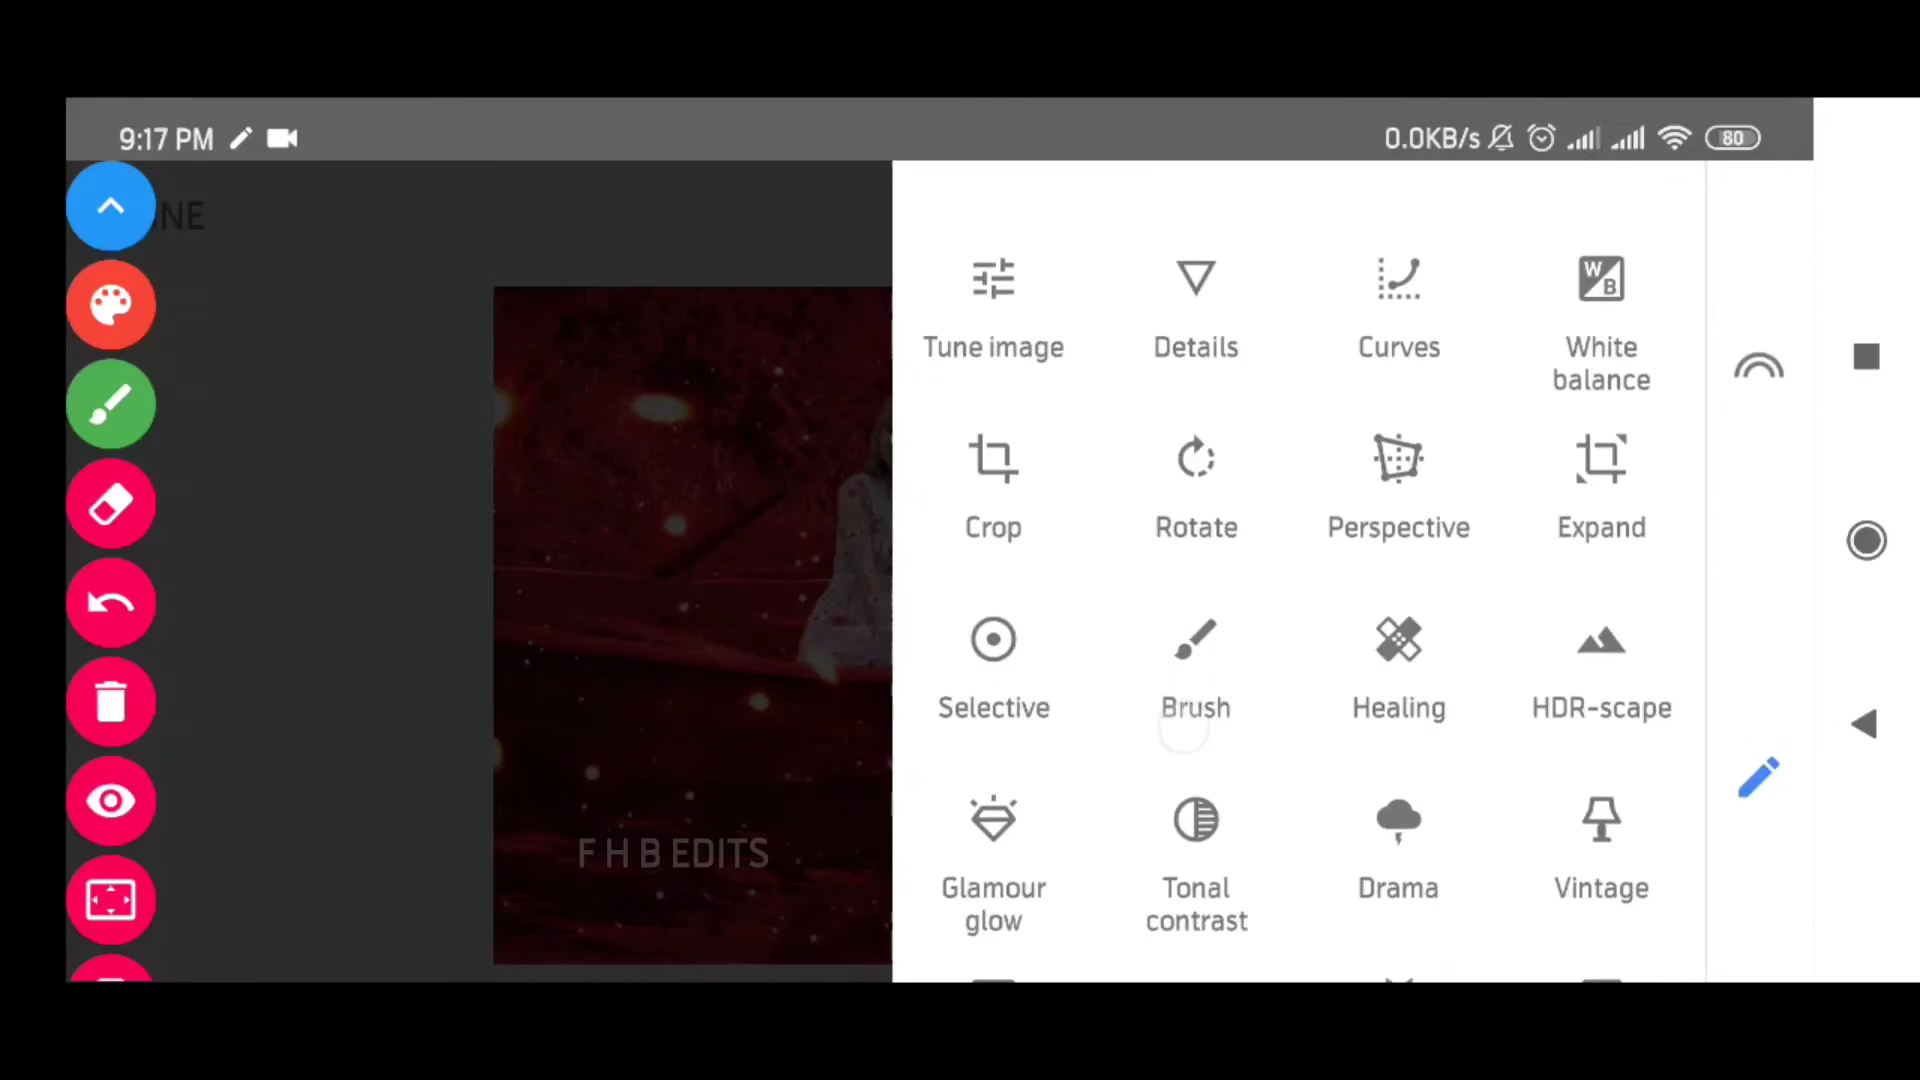 9:17 PM
0.0KB/s
80
NE
Tune image
Details
Curves
W
B
White
balance
Crop
Rotate
Perspective
Expand
Selective
Brush
Healing
HDR-scape
Glamour
glow
Tonal
contrast
Drama
Vintage
F H B EDITS